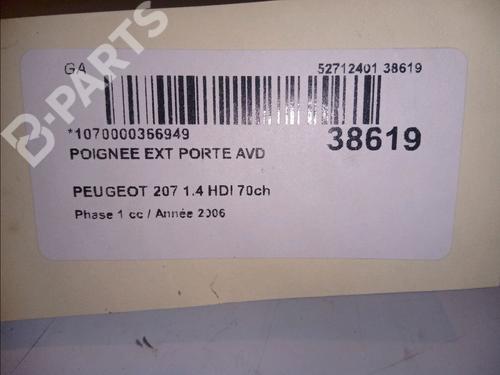 GA 52712401 38619
*1070000366949 38619
POIGNEE EXT PORTE AVD
PEUGEOT 207 1.4 HDI 70ch
Phase 1 cc / Année 2006
B-PARTS